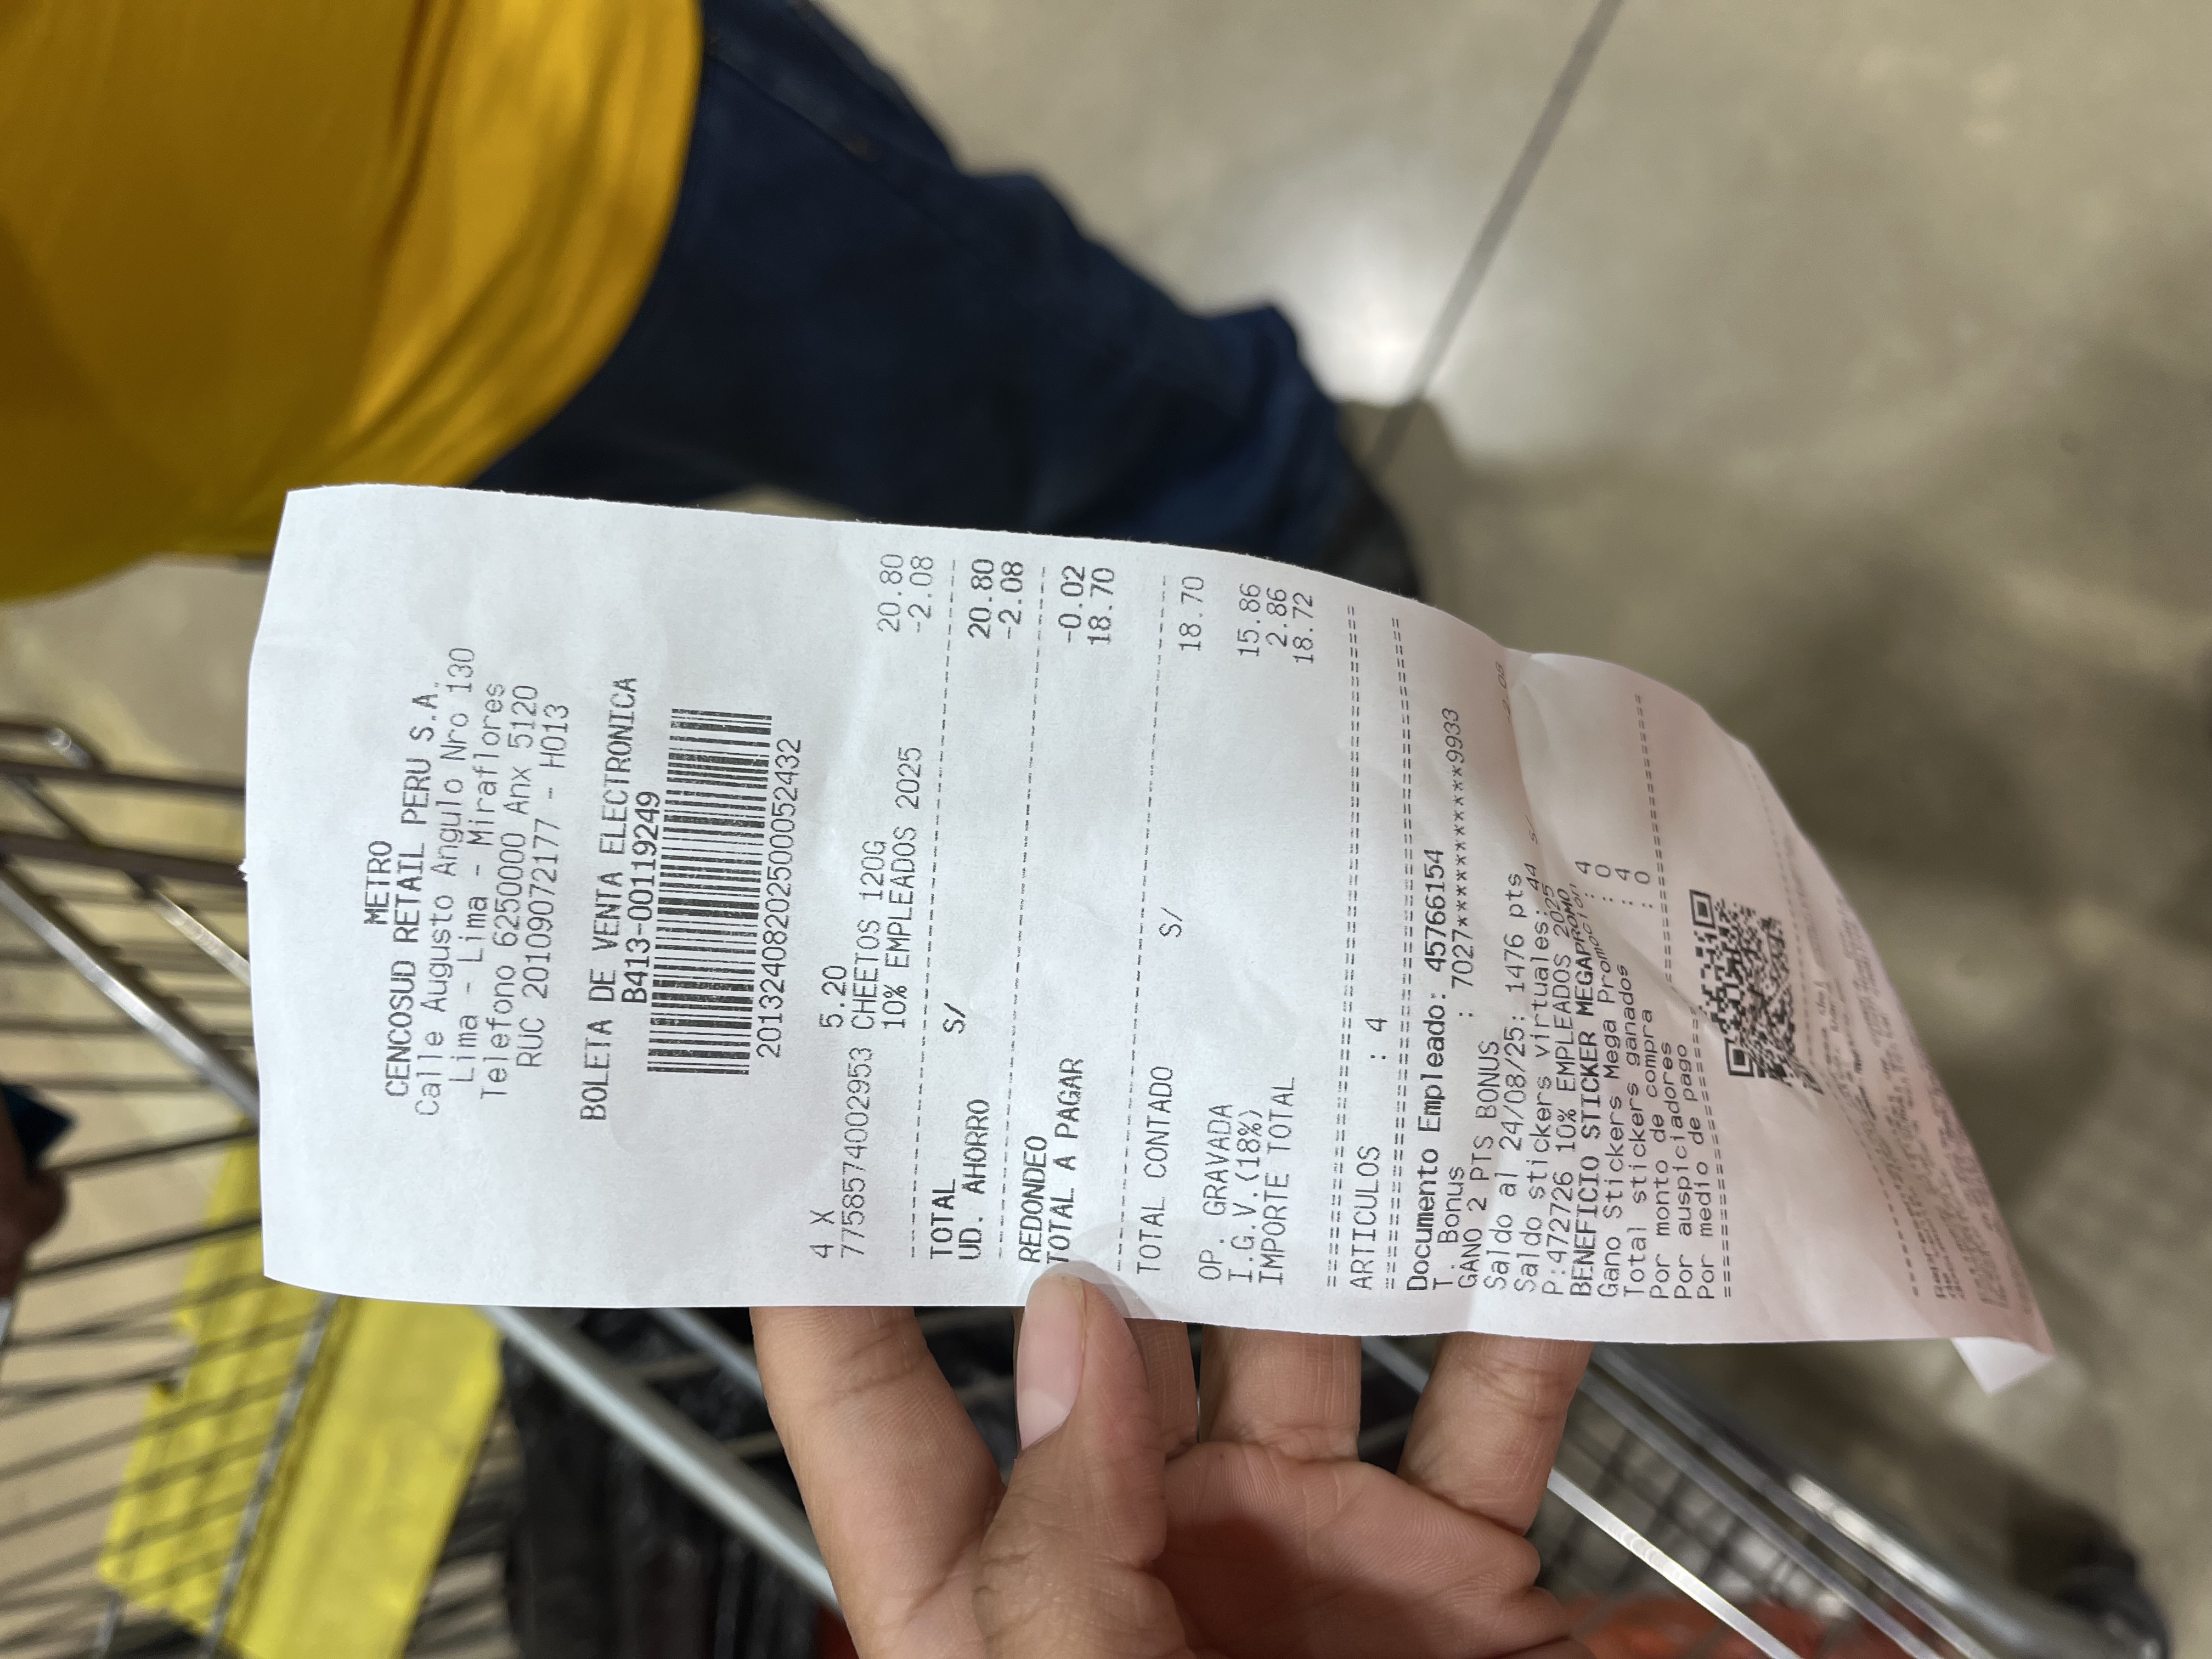 METRO
CENCOSUD RETAIL PERU S.A.
Calle Augusto Angulo Nro 130
Lima - Lima - Miraflores
Telefono 6250000 Anx 5120
RUC 20109072177 - H013
BOLETA DE VENTA ELECTRONICA
B413-00119249
20132408202500052432
4 X 5.20
7758574002953 CHEETOS 120G 20.80
10% EMPLEADOS 2025 -2.08
TOTAL S/ 20.80
UD. AHORRO -2.08
REDONDEO -0.02
TOTAL A PAGAR 18.70
TOTAL CONTADO S/ 18.70
OP. GRAVADA 15.86
I.G.V.(18%) 2.86
IMPORTE TOTAL 18.72
ARTICULOS : 4
Documento Empleado: 45766154
T. Bonus : 7027***********9933
GANO 2 PTS BONUS
Saldo al 24/08/25: 1476 pts
Saldo stickers virtuales: 44
P:472726 10% EMPLEADOS 2025 S/ -2.08
BENEFICIO STICKER MEGAPROMO
Gano Stickers Mega Promocion
Total stickers ganados : 4
Por monto de compra : 0
Por auspiciadores : 4
Por medio de pago : 0